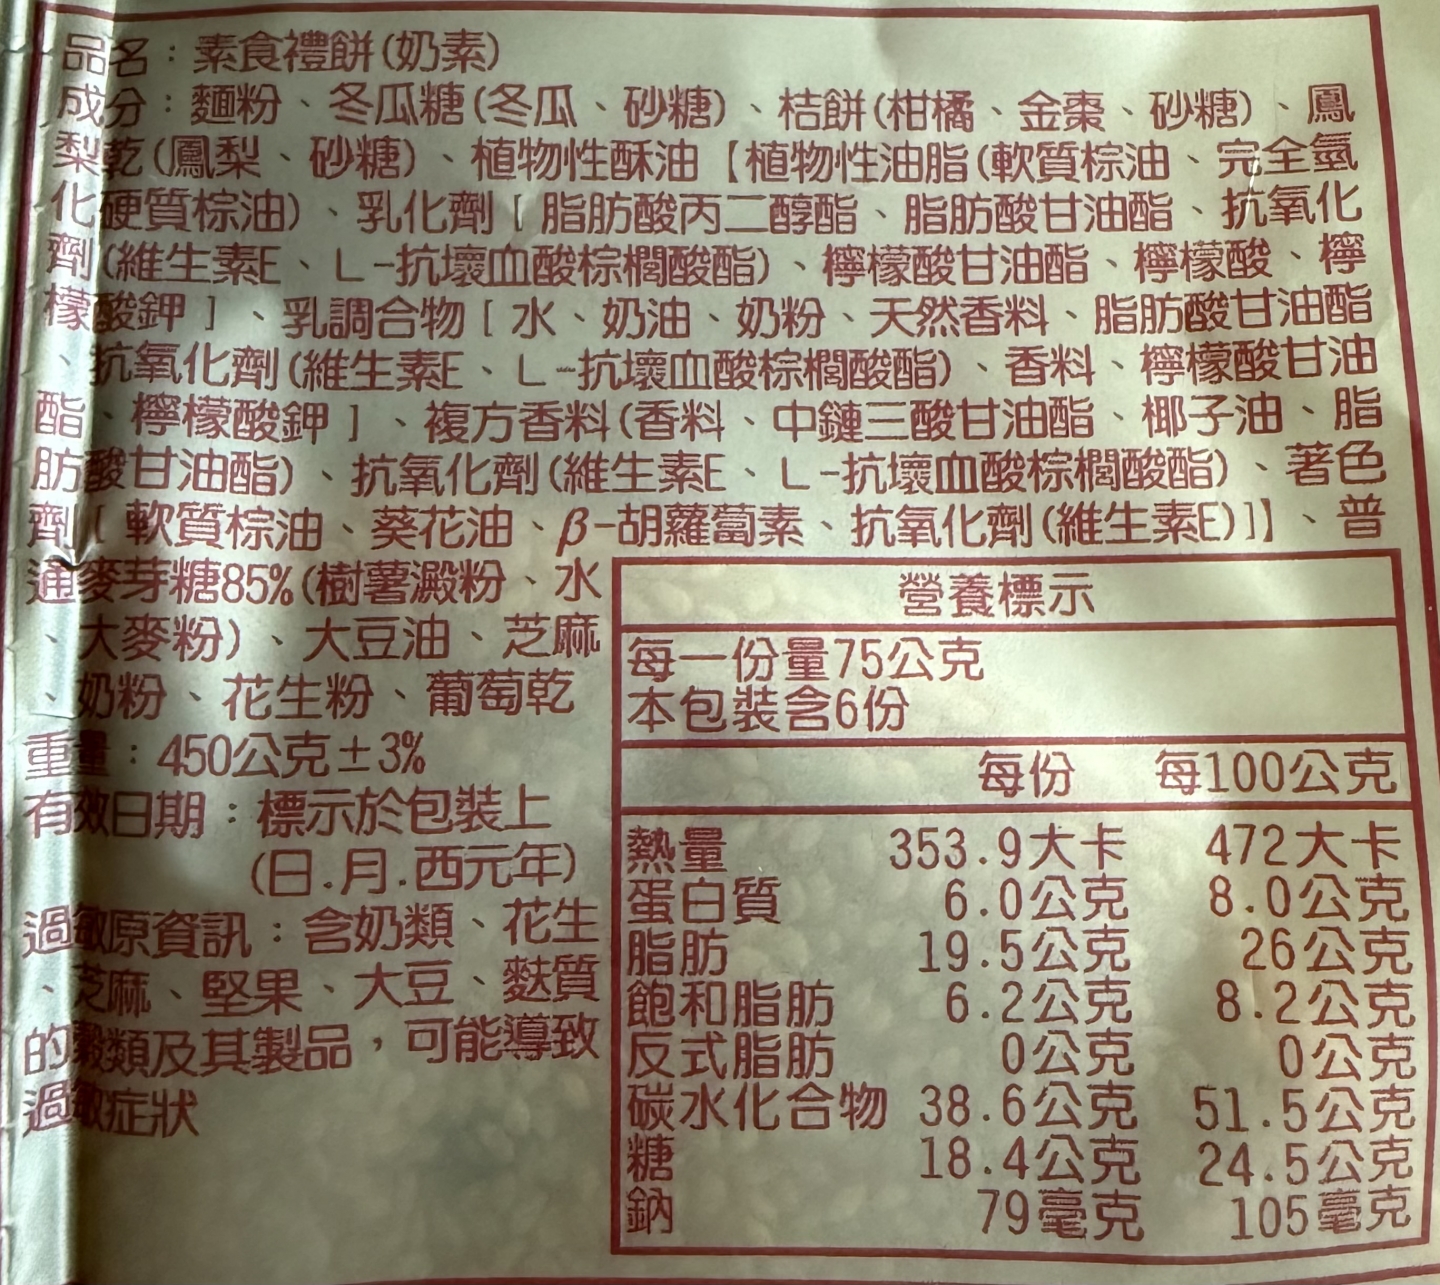 品名：素食禮餅(奶素)
成分：麵粉、冬瓜糖(冬瓜、砂糖)、桔餅(柑橘、金棗、砂糖)、鳳
梨乾(鳳梨、砂糖)、植物性酥油【植物性油脂(軟質棕油、完全氫
化硬質棕油)、乳化劑[脂肪酸丙二醇酯、脂肪酸甘油酯、抗氧化
劑(維生素E、L-抗壞血酸棕櫚酸酯)、檸檬酸甘油酯、檸檬酸、檸
檬酸鉀]、乳調合物[水、奶油、奶粉、天然香料、脂肪酸甘油酯
、抗氧化劑(維生素E、L-抗壞血酸棕櫚酸酯)、香料、檸檬酸甘油
酯、檸檬酸鉀]、複方香料(香料、中鏈三酸甘油酯、椰子油、脂
肪酸甘油酯)、抗氧化劑(維生素E、L-抗壞血酸棕櫚酸酯)、著色
劑[軟質棕油、葵花油、β-胡蘿蔔素、抗氧化劑(維生素E)]】、普
通麥芽糖85%(樹薯澱粉、水
、大麥粉)、大豆油、芝麻
、奶粉、花生粉、葡萄乾
重量：450公克±3%
有效日期：標示於包裝上
(日.月.西元年)
過敏原資訊：含奶類、花生
、芝麻、堅果、大豆、麩質
的穀類及其製品，可能導致
過敏症狀
營養標示
每一份量75公克
本包裝含6份
每份 每100公克
熱量 353.9大卡 472大卡
蛋白質 6.0公克 8.0公克
脂肪 19.5公克 26公克
飽和脂肪 6.2公克 8.2公克
反式脂肪 0公克 0公克
碳水化合物 38.6公克 51.5公克
糖 18.4公克 24.5公克
鈉 79毫克 105毫克